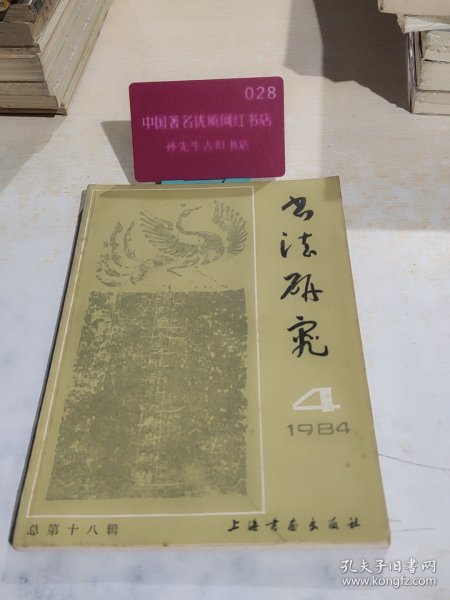 028
中国著名优质网红书店
孙先生古旧书店
书法研究
4
1984
总第十八辑
上海书画出版社
孔夫子旧书网
www.kongfz.com